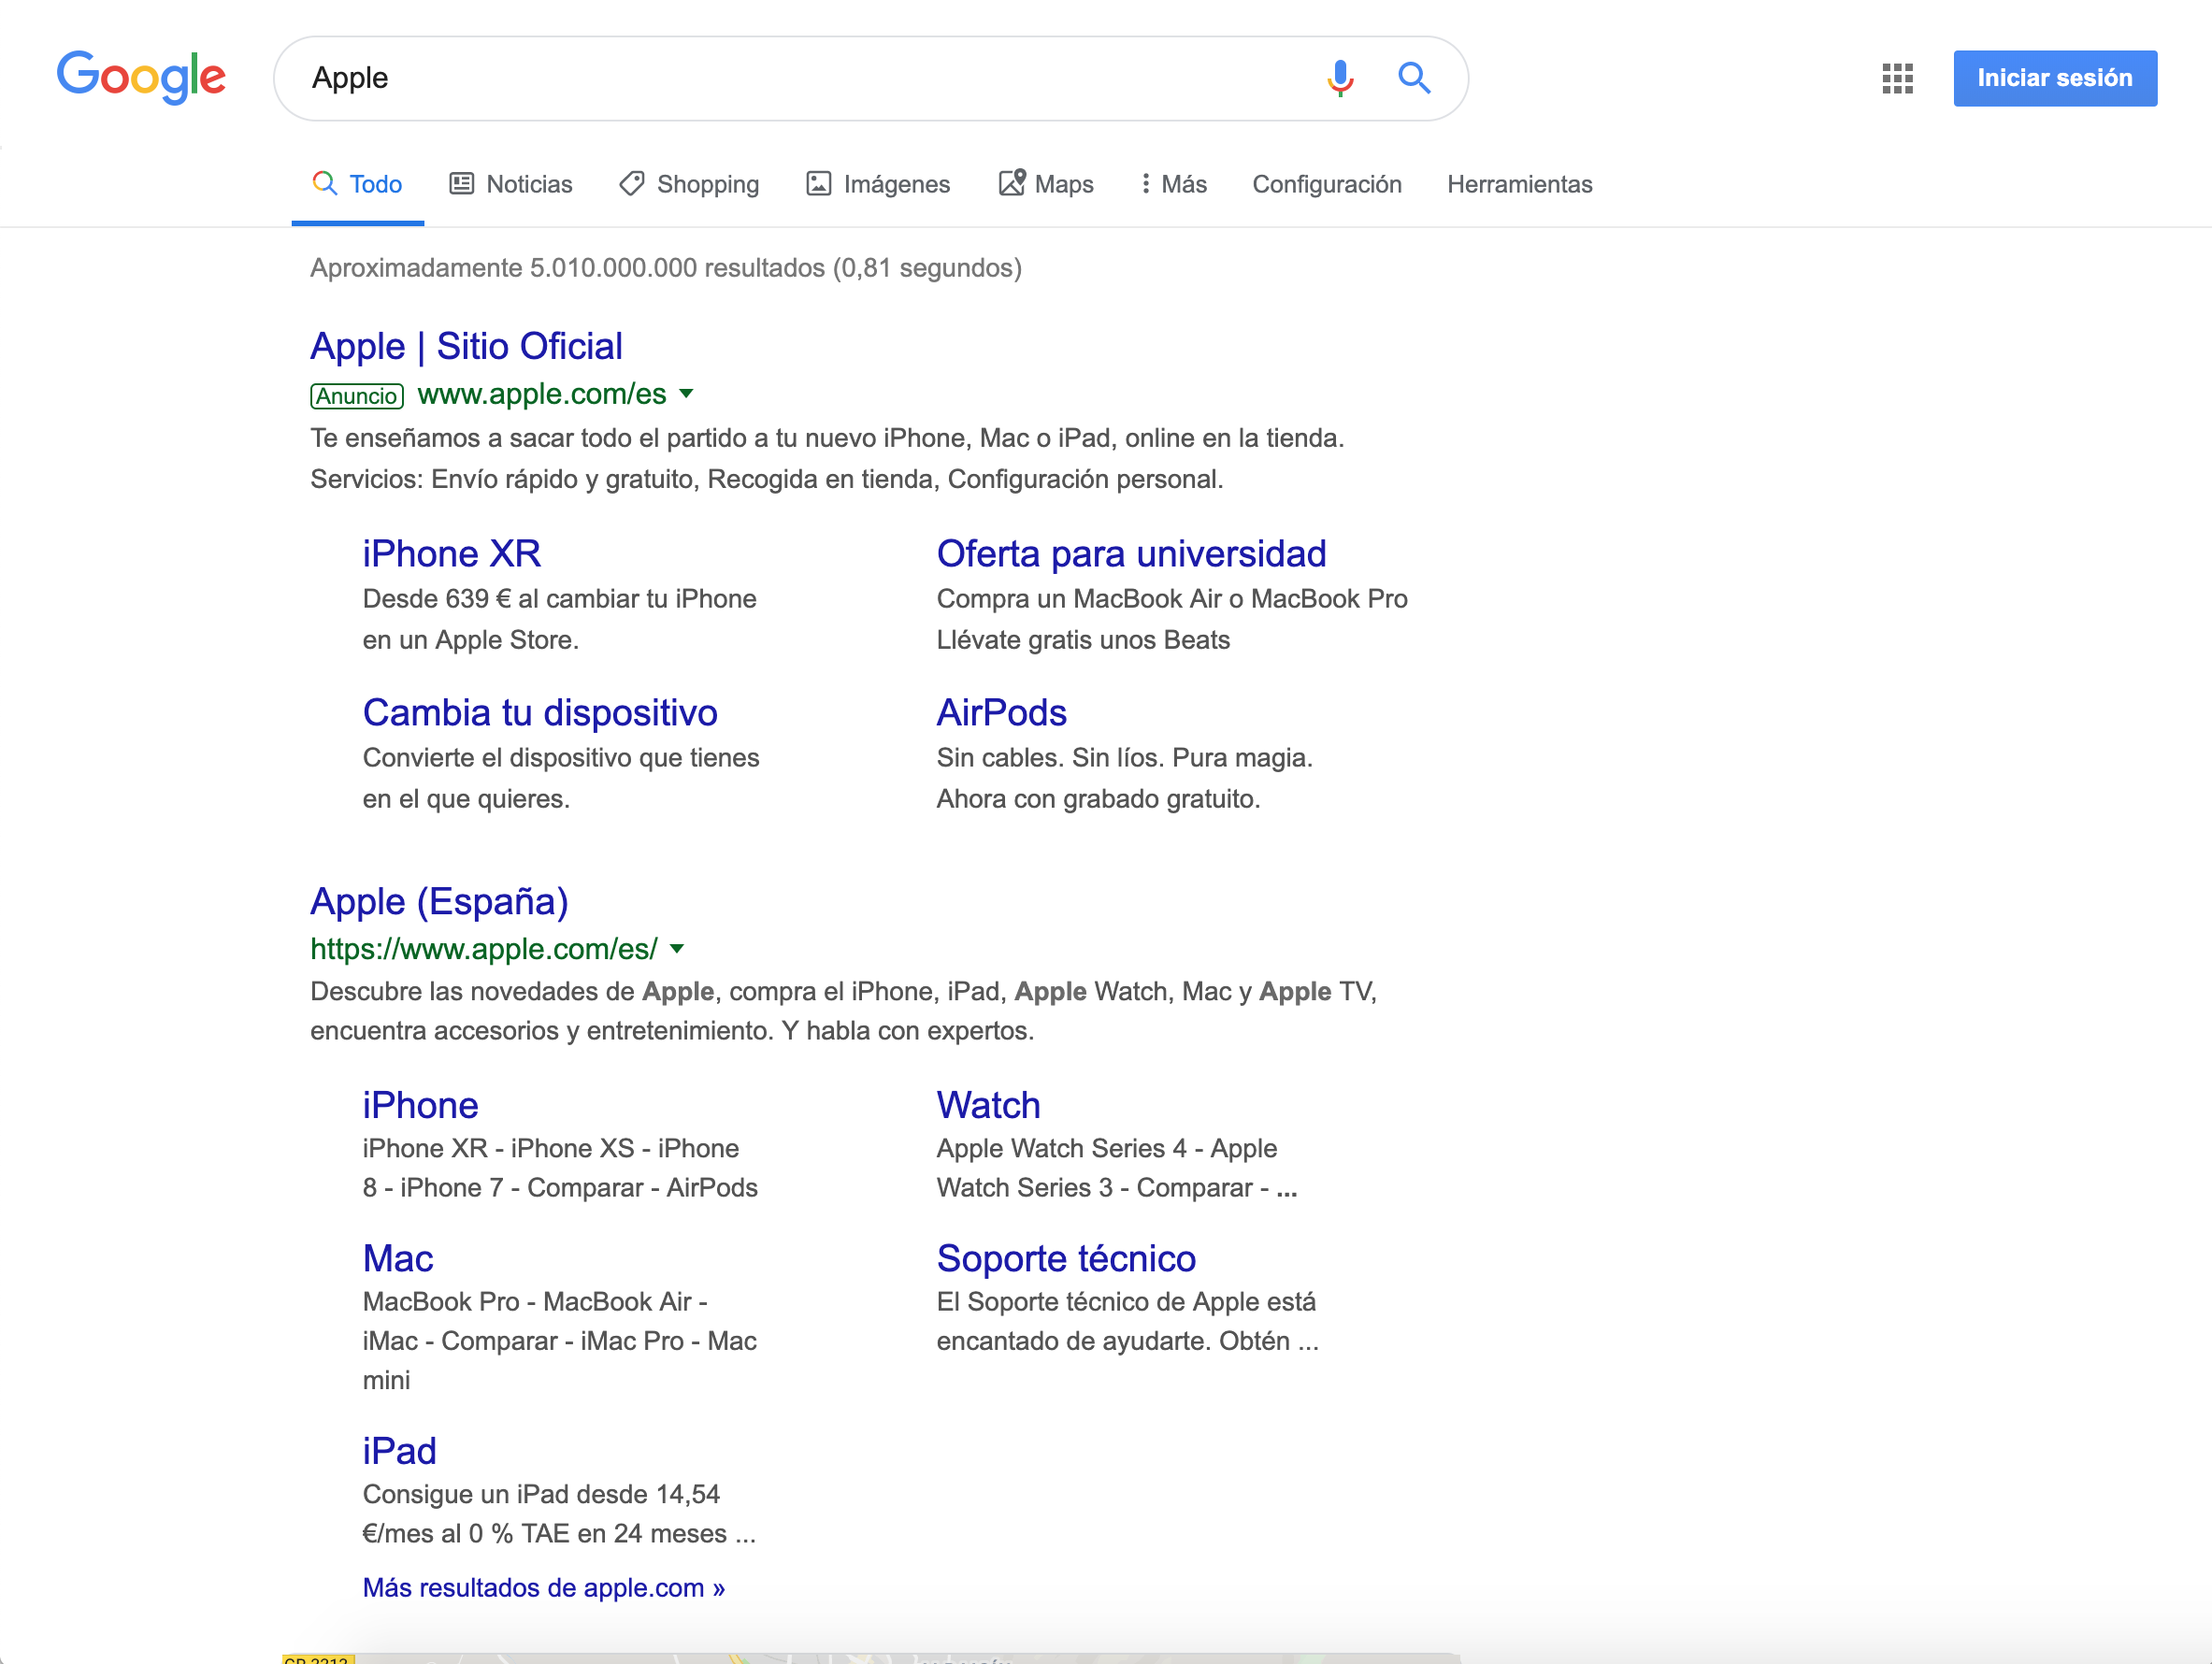 Google
Apple
Iniciar sesión
Todo Noticias Shopping Imágenes Maps Más Configuración Herramientas
Aproximadamente 5.010.000.000 resultados (0,81 segundos)
Apple | Sitio Oficial
Anuncio www.apple.com/es
Te enseñamos a sacar todo el partido a tu nuevo iPhone, Mac o iPad, online en la tienda.
Servicios: Envío rápido y gratuito, Recogida en tienda, Configuración personal.
iPhone XR
Desde 639 € al cambiar tu iPhone
en un Apple Store.
Oferta para universidad
Compra un MacBook Air o MacBook Pro
Llévate gratis unos Beats
Cambia tu dispositivo
Convierte el dispositivo que tienes
en el que quieres.
AirPods
Sin cables. Sin líos. Pura magia.
Ahora con grabado gratuito.
Apple (España)
https://www.apple.com/es/
Descubre las novedades de Apple, compra el iPhone, iPad, Apple Watch, Mac y Apple TV,
encuentra accesorios y entretenimiento. Y habla con expertos.
iPhone
iPhone XR - iPhone XS - iPhone
8 - iPhone 7 - Comparar - AirPods
Watch
Apple Watch Series 4 - Apple
Watch Series 3 - Comparar - ...
Mac
MacBook Pro - MacBook Air -
iMac - Comparar - iMac Pro - Mac
mini
Soporte técnico
El Soporte técnico de Apple está
encantado de ayudarte. Obtén ...
iPad
Consigue un iPad desde 14,54
€/mes al 0 % TAE en 24 meses ...
Más resultados de apple.com »